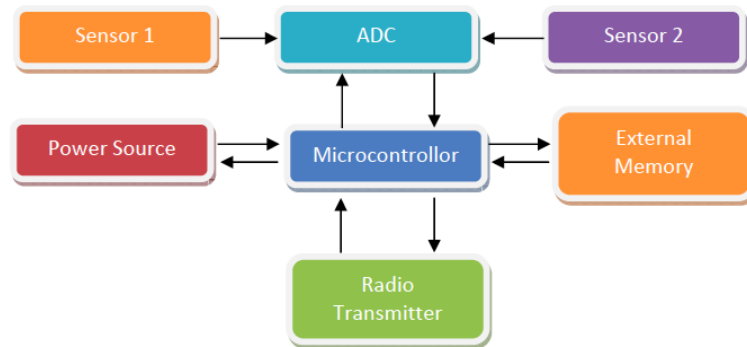 Sensor 1
ADC
Sensor 2
Power Source
Microcontrollor
External
Memory
Radio
Transmitter